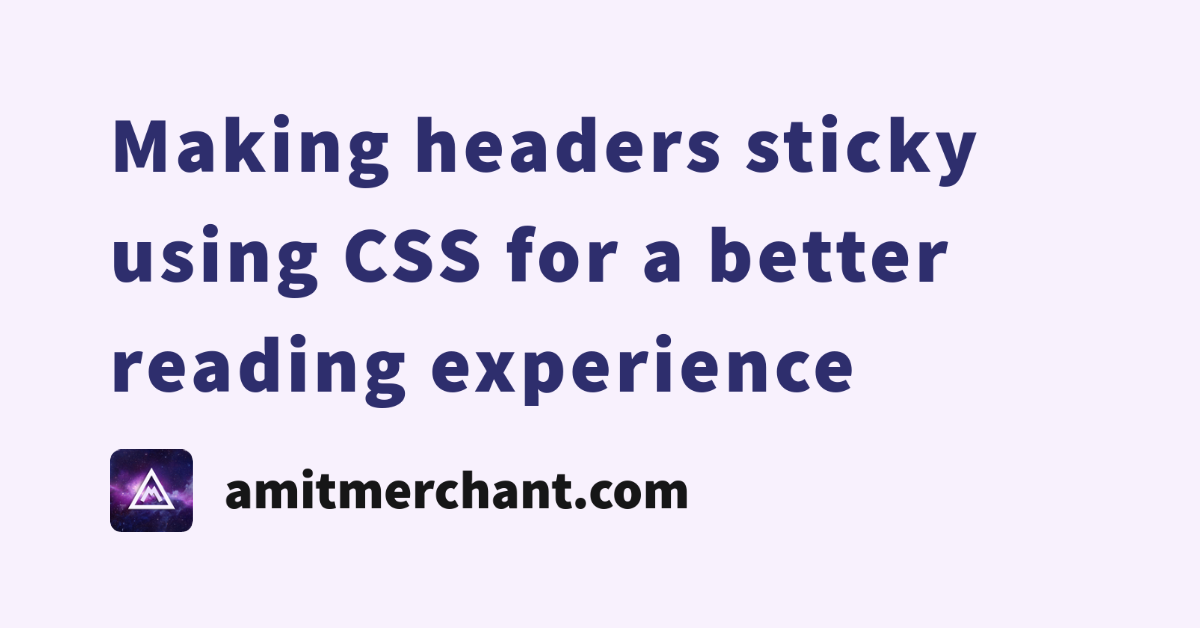 Making headers sticky
using CSS for a better
reading experience
amitmerchant.com